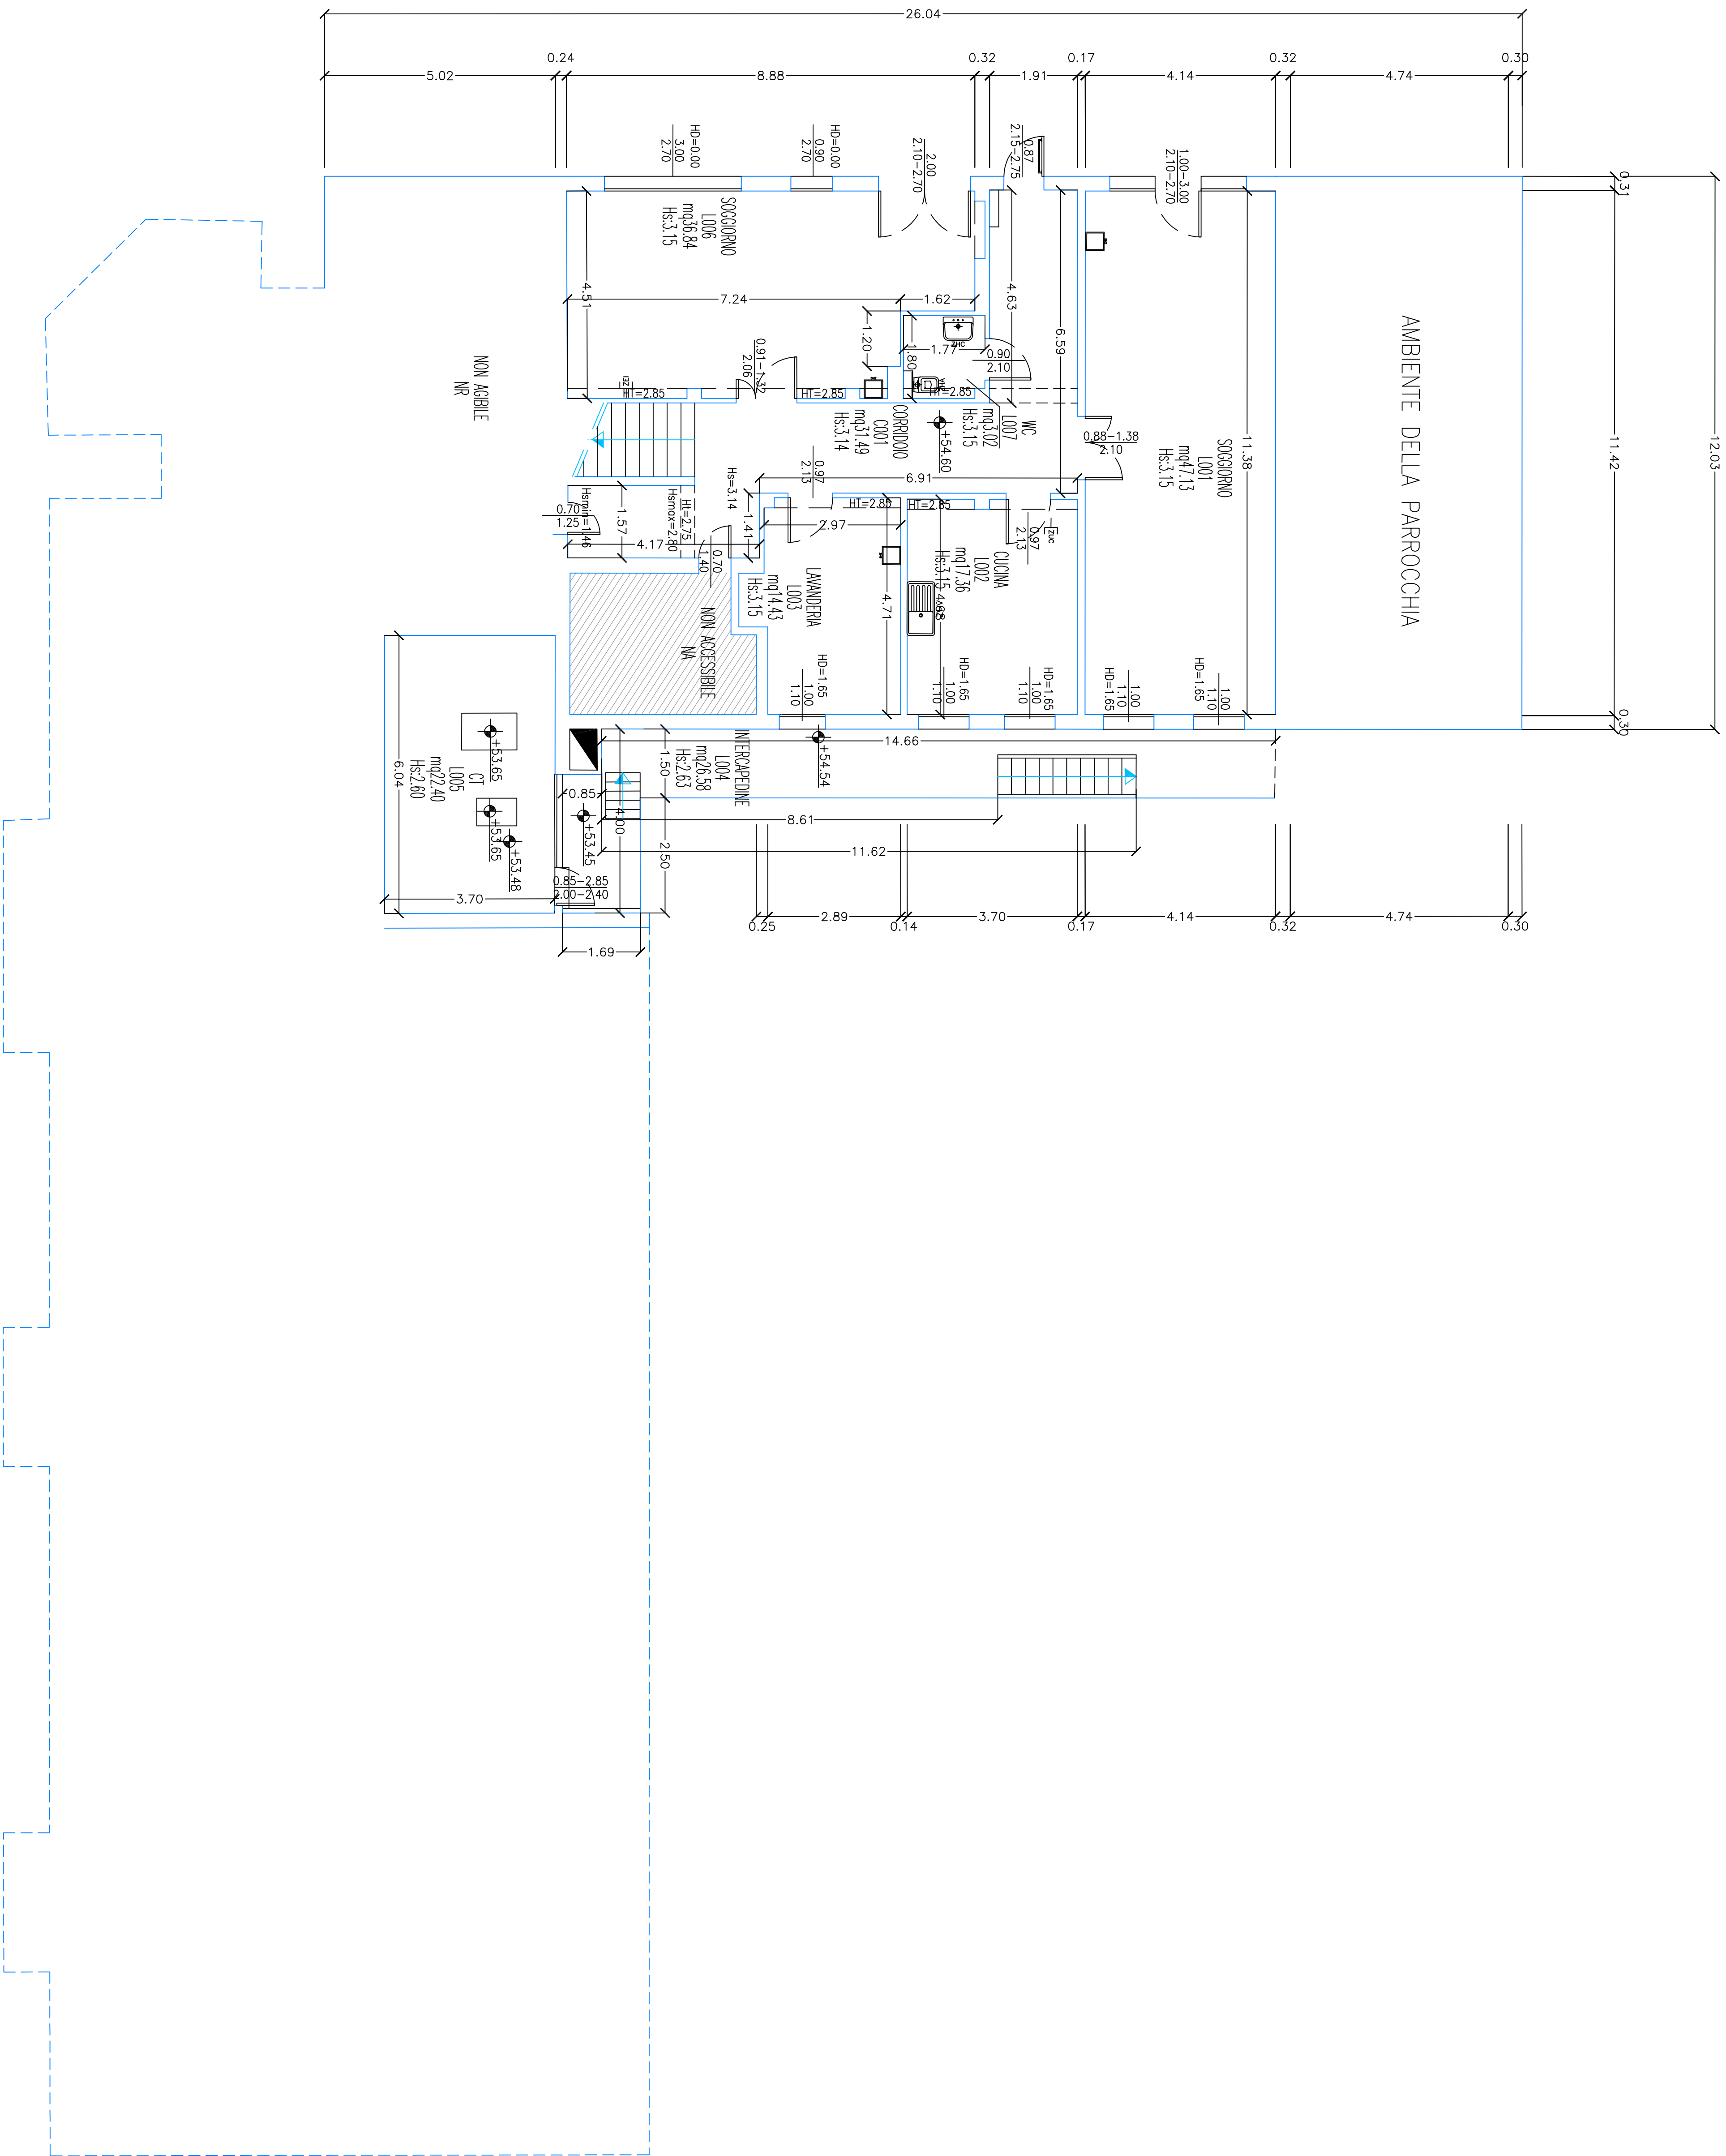 26.04
0.24
0.32
0.17
0.32
0.30
5.02
8.88
1.91
4.14
4.74
HD=0.00
3.00
2.70
HD=0.00
0.90
2.70
2.00
2.10-2.70
0.87
2.15-2.75
1.00-3.00
2.10-2.70
0.31
11.42
12.03
0.30
SOGGIORNO
L006
mq36.84
Hs:3.15
4.51
7.24
1.62
1.20
1.80
1.77
4.63
6.59
0.90
2.10
0.91-1.32
2.06
HT=2.85
HT=2.85
HT=2.85
NON AGIBILE
NR
CORRIDOIO
C001
mq31.49
Hs:3.14
WC
L007
mq3.02
Hs:3.15
+54.60
0.88-1.38
2.10
11.38
SOGGIORNO
L001
mq47.13
Hs:3.15
AMBIENTE DELLA PARROCCHIA
6.91
0.97
2.13
Hs=3.14
Ht=2.75
Hsmax=2.80
Hsmin=1.46
0.70
1.25
1.57
4.17
1.41
0.70
1.40
2.97
HT=2.85
HT=2.85
0.97
2.13
ZUC
CUCINA
L002
mq17.36
Hs:3.15
4.68
4.71
LAVANDERIA
L003
mq14.43
Hs:3.15
NON ACCESSIBILE
NA
HD=1.65
1.00
1.10
HD=1.65
1.00
1.10
HD=1.65
1.00
1.10
HD=1.65
1.00
1.10
HD=1.65
1.00
1.10
INTERCAPEDINE
L004
mq26.58
Hs:2.63
1.50
14.66
+54.54
6.04
CT
L005
mq22.40
Hs:2.60
+53.65
+53.65
+53.48
+53.45
0.85
4.00
2.50
8.61
11.62
0.85-2.85
2.00-2.40
3.70
1.69
2.89
3.70
4.14
4.74
0.25
0.14
0.17
0.32
0.30